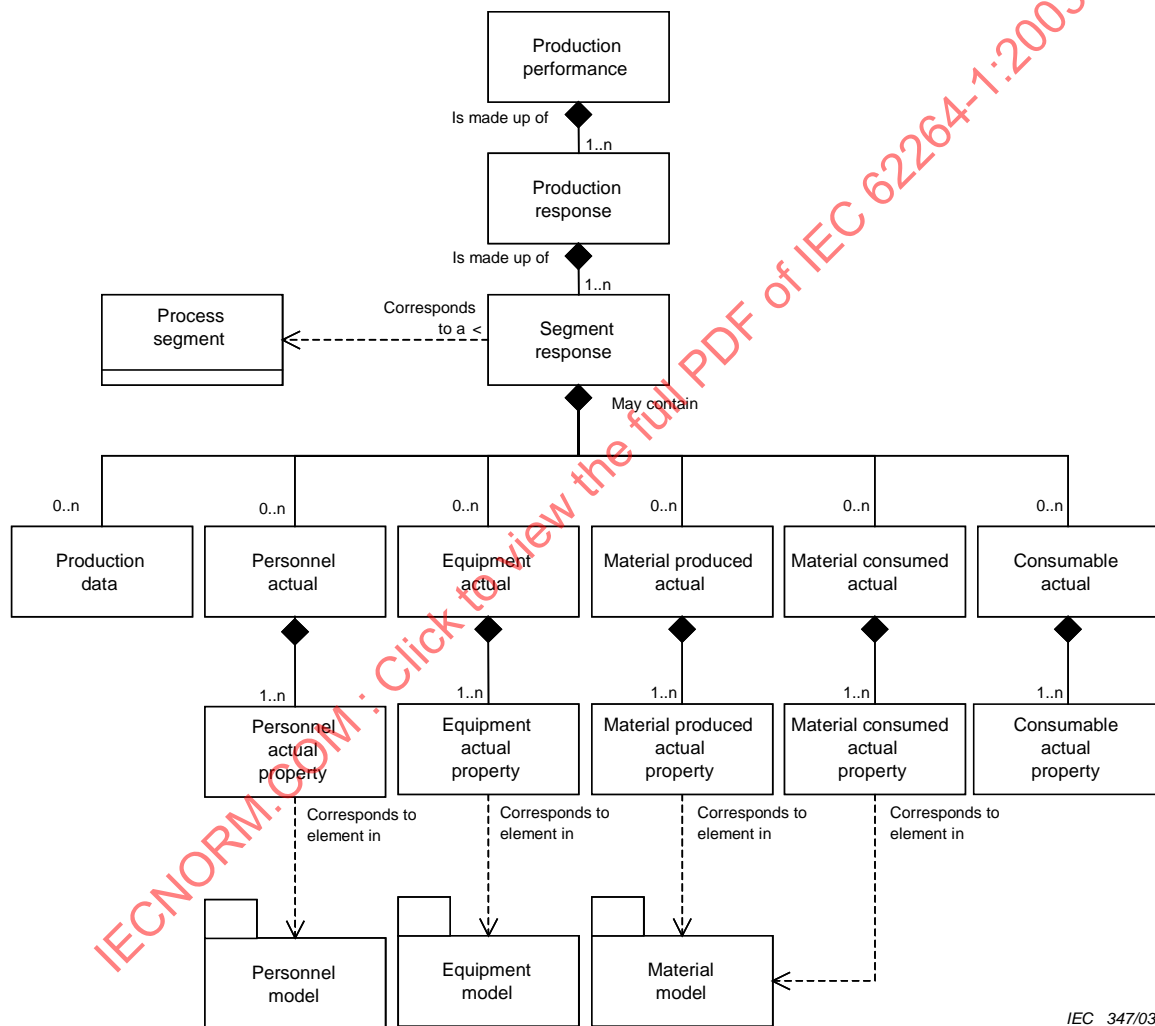 Production
performance
Is made up of
1..n
Production
response
Is made up of
1..n
Process
segment
Corresponds
to a <
Segment
response
May contain
0..n
0..n
0..n
0..n
0..n
0..n
Production
data
Personnel
actual
Equipment
actual
Material produced
actual
Material consumed
actual
Consumable
actual
1..n
1..n
1..n
1..n
1..n
Personnel
actual
property
Equipment
actual
property
Material produced
actual
property
Material consumed
actual
property
Consumable
actual
property
Corresponds to
element in
Corresponds to
element in
Corresponds to
element in
Corresponds to
element in
Personnel
model
Equipment
model
Material
model
IEC 347/03
IECNORM.COM : Click to view the full PDF of IEC 62264-1:2003